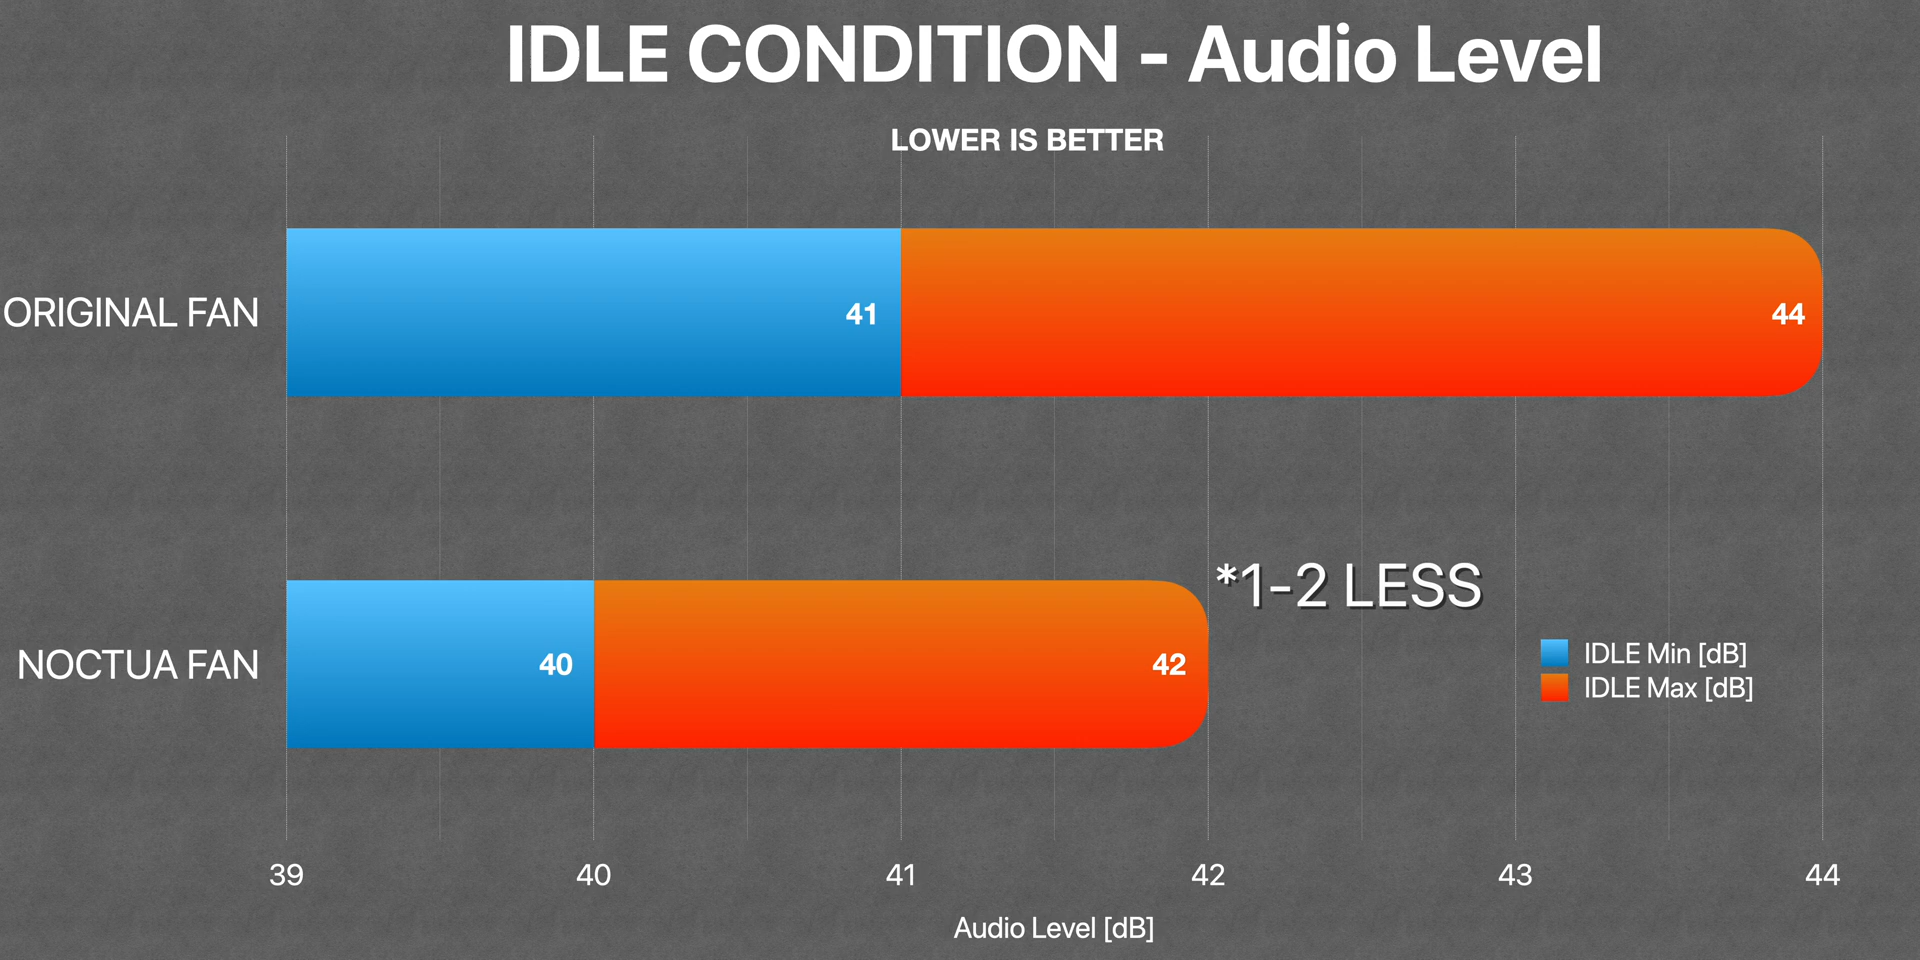 IDLE CONDITION - Audio Level
LOWER IS BETTER
ORIGINAL FAN
41
44
*1-2 LESS
NOCTUA FAN
40
42
IDLE Min [dB]
IDLE Max [dB]
39 40 41 42 43 44
Audio Level [dB]